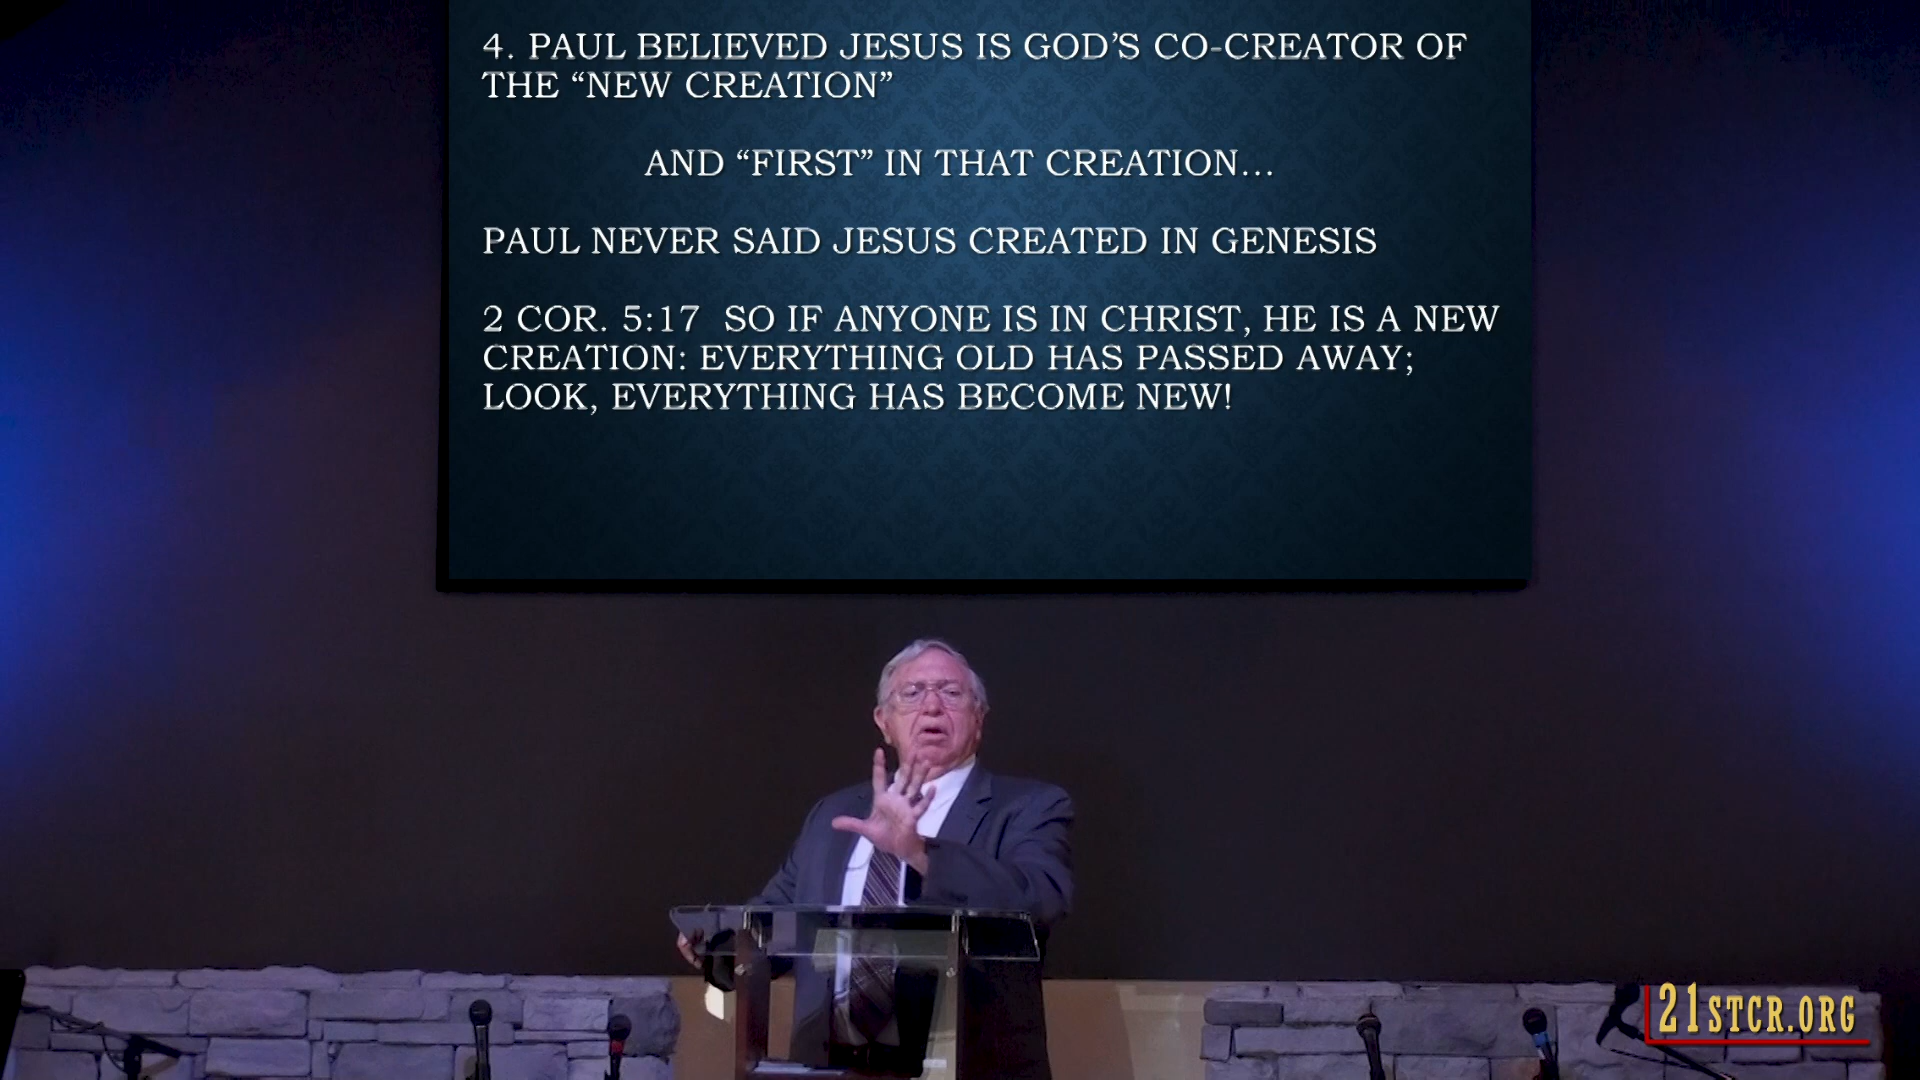 4. PAUL BELIEVED JESUS IS GOD’S CO-CREATOR OF
THE “NEW CREATION”
AND “FIRST” IN THAT CREATION...
PAUL NEVER SAID JESUS CREATED IN GENESIS
2 COR. 5:17 SO IF ANYONE IS IN CHRIST, HE IS A NEW
CREATION: EVERYTHING OLD HAS PASSED AWAY;
LOOK, EVERYTHING HAS BECOME NEW!
21STCR.ORG